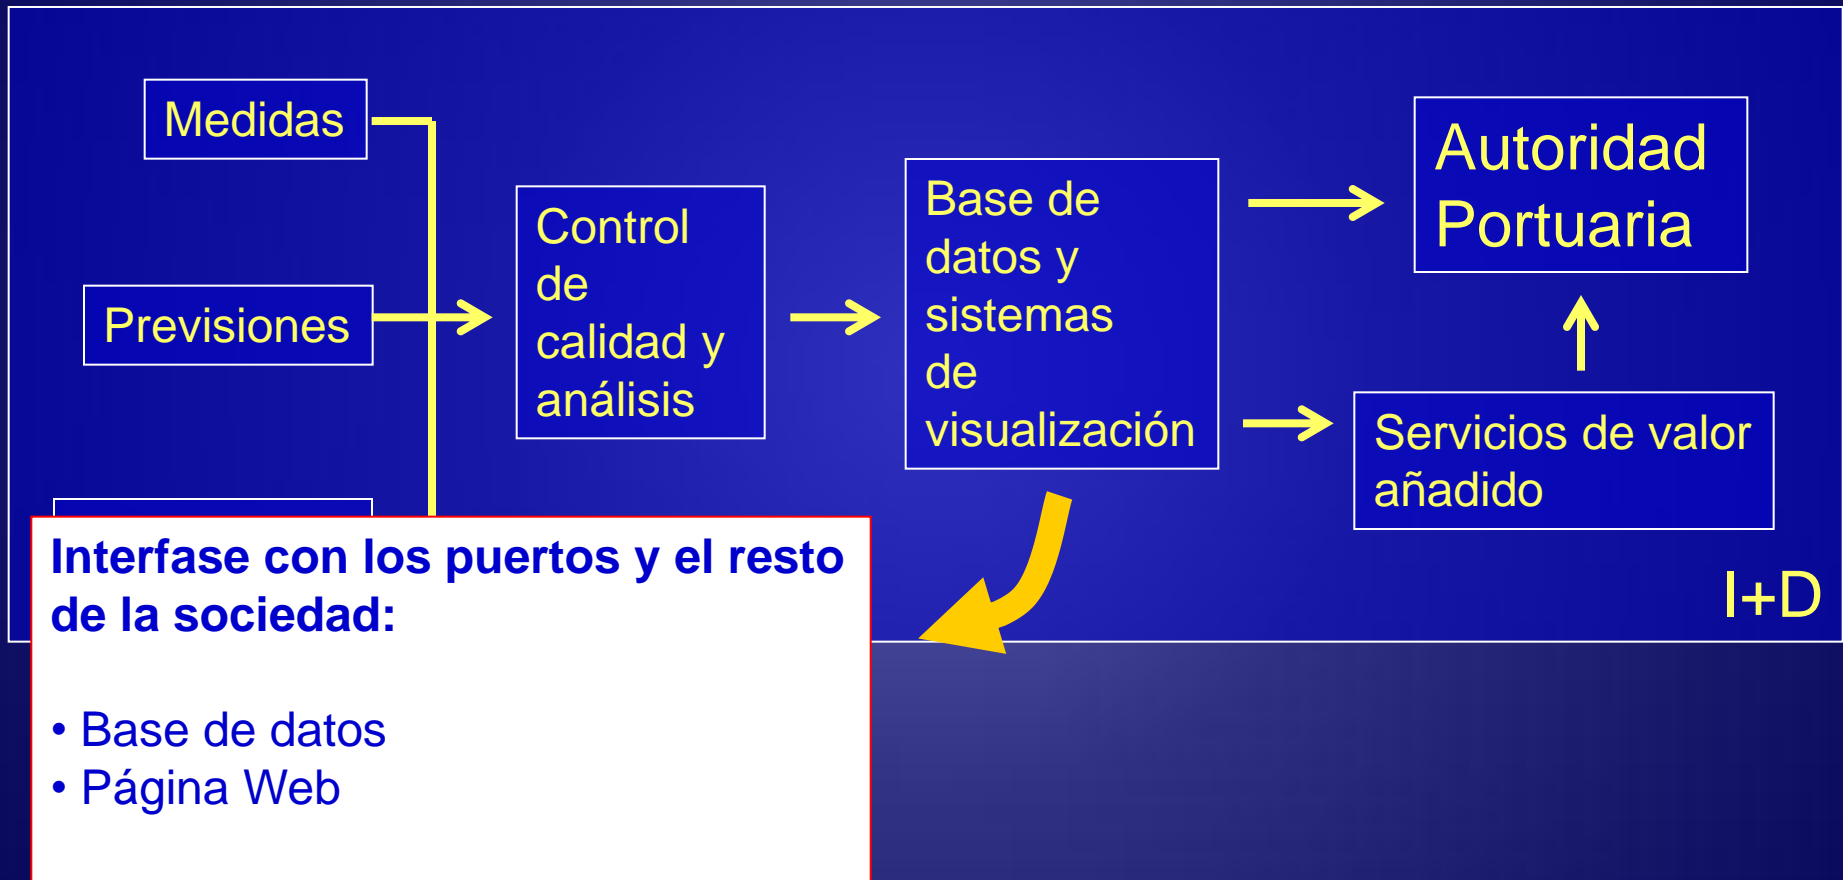 Medidas
Previsiones
Control
de
calidad y
análisis
Base de
datos y
sistemas
de
visualización
Autoridad
Portuaria
Servicios de valor
añadido
I+D
Interfase con los puertos y el resto
de la sociedad:
• Base de datos
• Página Web